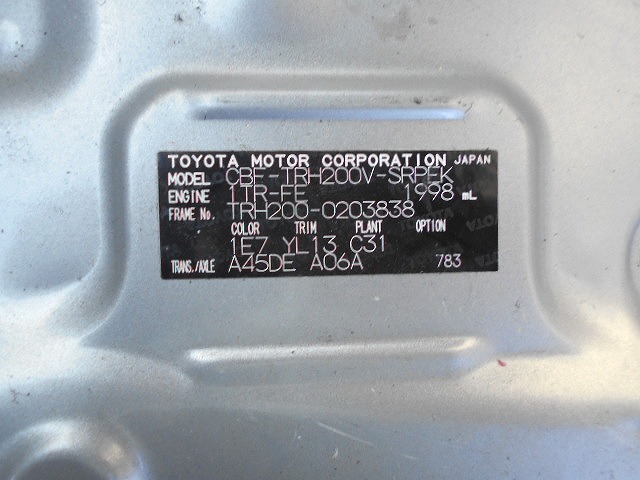 TOYOTA MOTOR CORPORATION JAPAN
MODEL CBF-TRH200V-SRPEK
ENGINE 1TR-FE 1998 mL
FRAME No. TRH200-0203838
COLOR TRIM PLANT OPTION
1E7 YL13 C31
TRANS./AXLE A45DE A06A 783